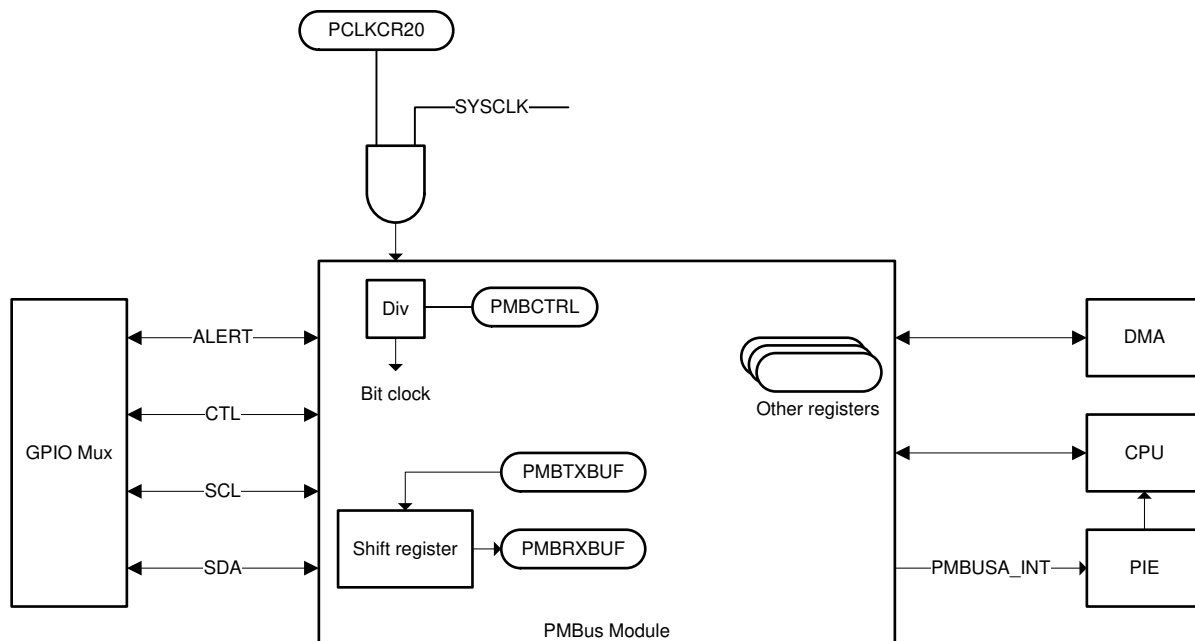 PCLKCR20
SYSCLK
Div
PMBCTRL
ALERT
DMA
Bit clock
Other registers
CTL
GPIO Mux
CPU
PMBTXBUF
SCL
Shift register
PMBRXBUF
SDA
PMBUSA_INT
PIE
PMBus Module